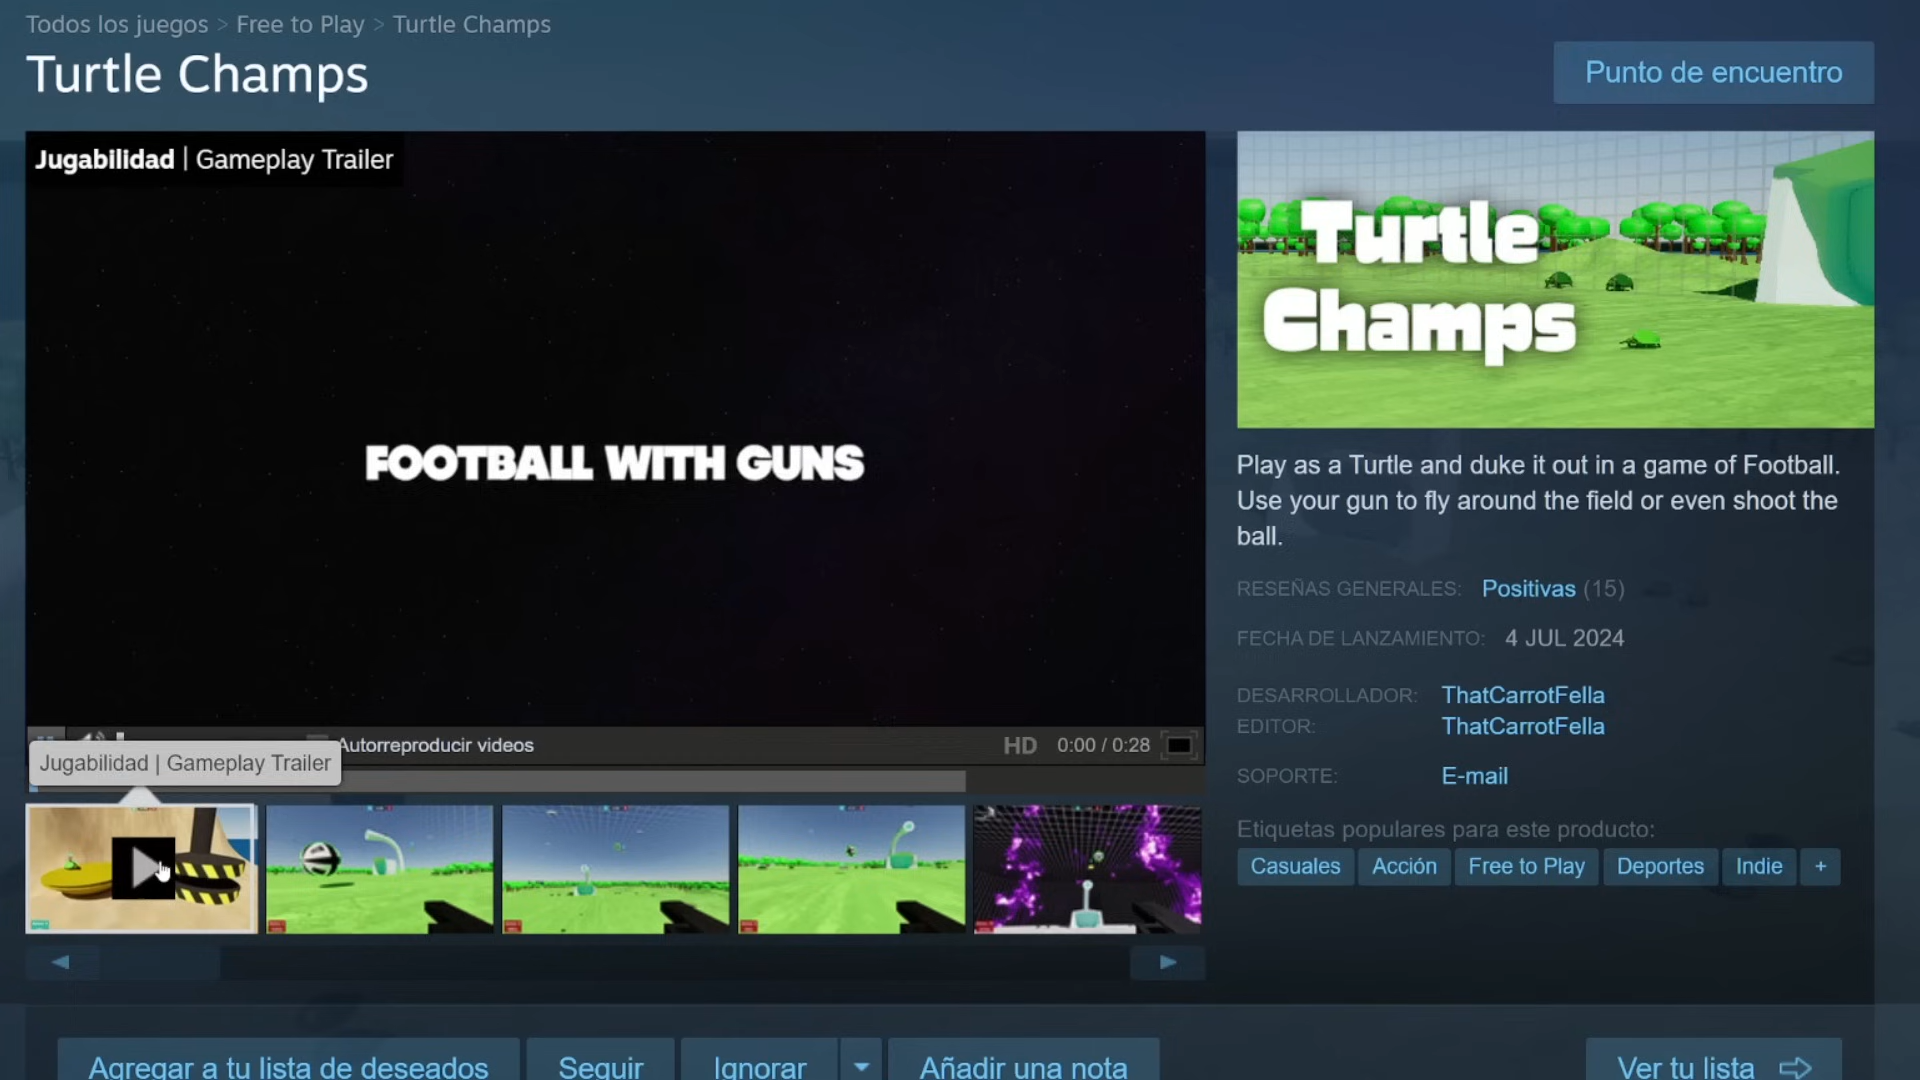 Todos los juegos > Free to Play > Turtle Champs
Turtle Champs
Punto de encuentro
Jugabilidad | Gameplay Trailer
FOOTBALL WITH GUNS
Autorreproducir videos
HD 0:00 / 0:28
Jugabilidad | Gameplay Trailer
Turtle
Champs
Play as a Turtle and duke it out in a game of Football.
Use your gun to fly around the field or even shoot the
ball.
RESEÑAS GENERALES: Positivas (15)
FECHA DE LANZAMIENTO: 4 JUL 2024
DESARROLLADOR: ThatCarrotFella
EDITOR: ThatCarrotFella
SOPORTE: E-mail
Etiquetas populares para este producto:
Casuales Acción Free to Play Deportes Indie +
Agregar a tu lista de deseados Seguir Ignorar Añadir una nota Ver tu lista